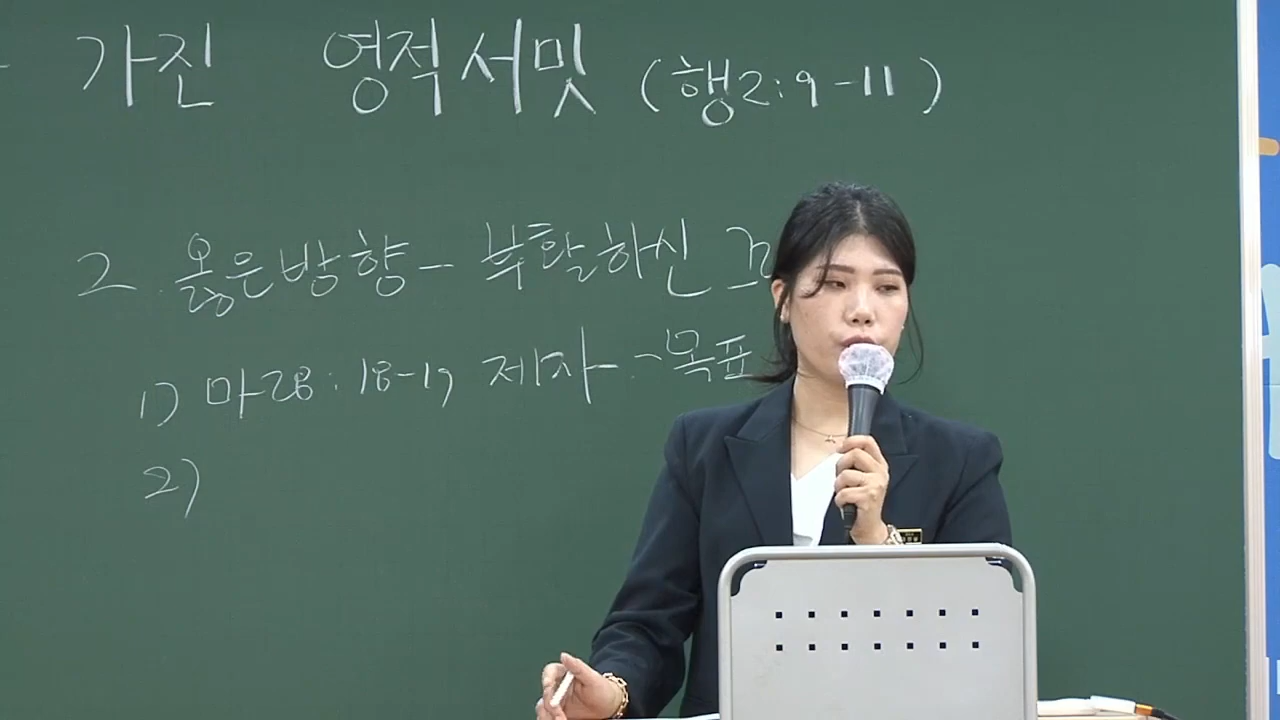 가진 영적서밋 (행2:9-11)
2. 옳은방향- 부활하신
1) 마28:18-19 제자-목표
2)